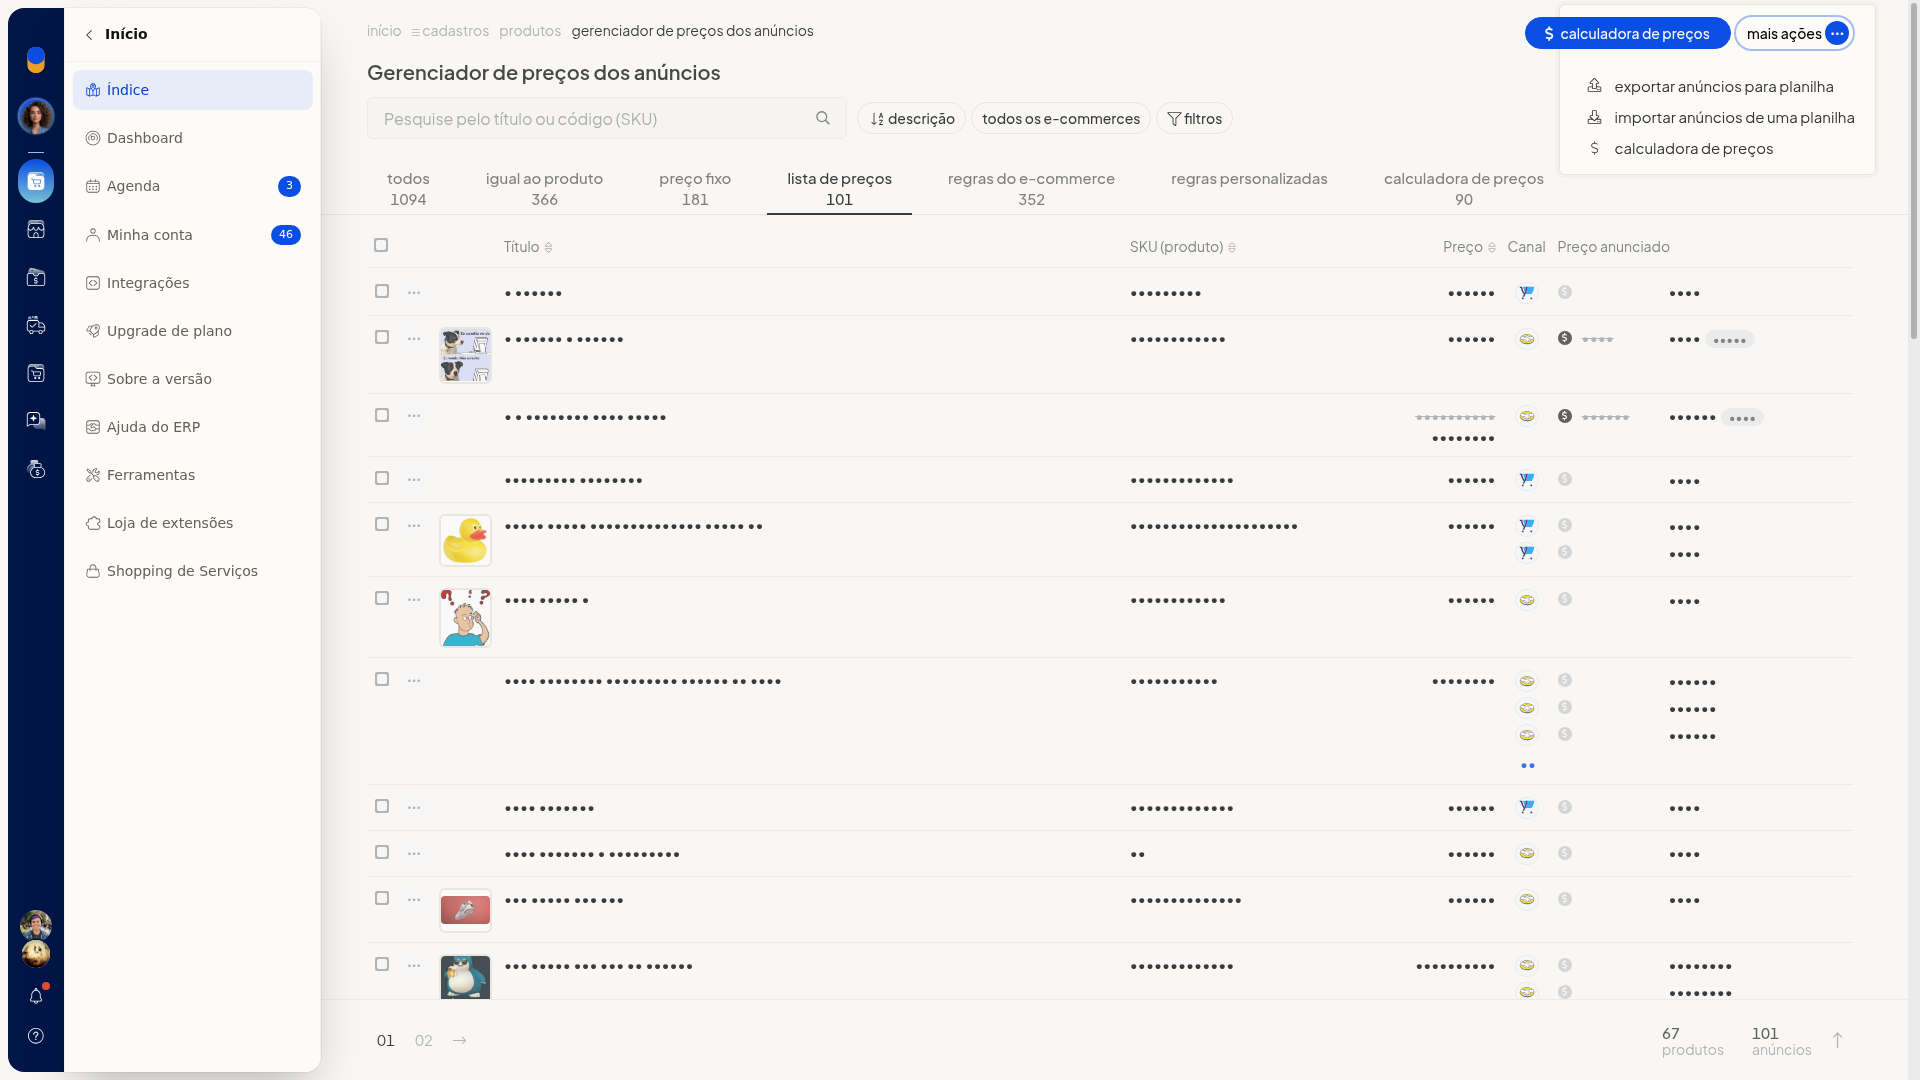 Início
Índice
Dashboard
Agenda
3
Minha conta
46
Integrações
Upgrade de plano
Sobre a versão
Ajuda do ERP
Ferramentas
Loja de extensões
Shopping de Serviços
início cadastros produtos gerenciador de preços dos anúncios
Gerenciador de preços dos anúncios
Pesquise pelo título ou código (SKU)
descrição
todos os e-commerces
filtros
calculadora de preços
mais ações
exportar anúncios para planilha
importar anúncios de uma planilha
calculadora de preços
todos
1094
igual ao produto
366
preço fixo
181
lista de preços
101
regras do e-commerce
352
regras personalizadas
calculadora de preços
90
Título SKU (produto) Preço Canal Preço anunciado
01 02
67
produtos
101
anúncios